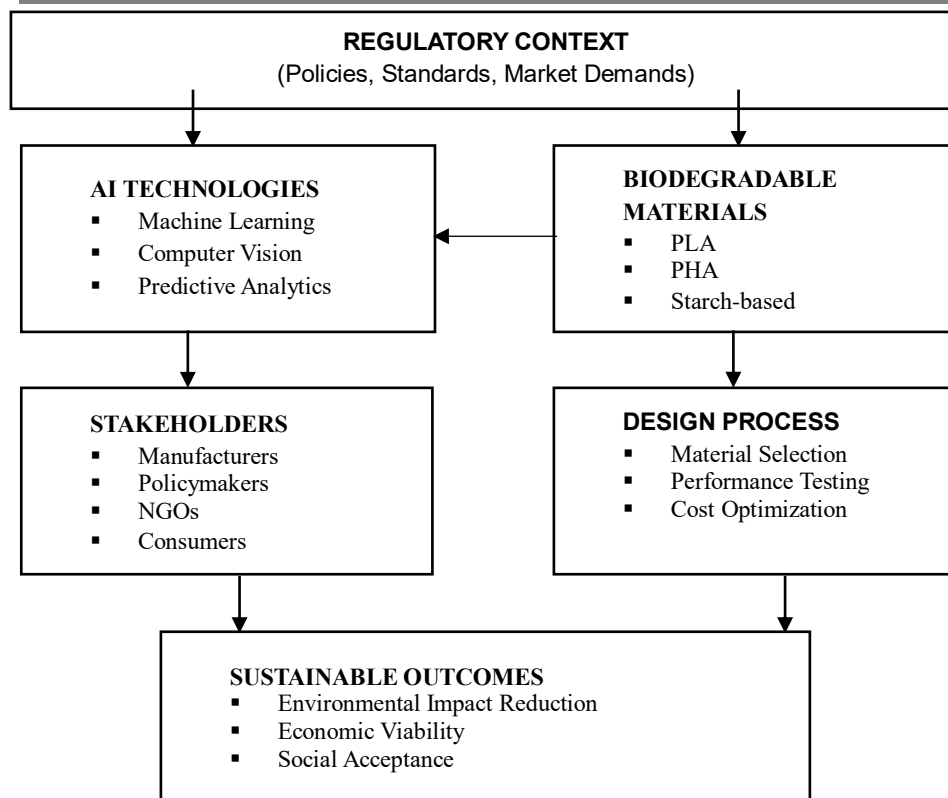 REGULATORY CONTEXT
(Policies, Standards, Market Demands)
AI TECHNOLOGIES
▪ Machine Learning
▪ Computer Vision
▪ Predictive Analytics
BIODEGRADABLE
MATERIALS
▪ PLA
▪ PHA
▪ Starch-based
STAKEHOLDERS
▪ Manufacturers
▪ Policymakers
▪ NGOs
▪ Consumers
DESIGN PROCESS
▪ Material Selection
▪ Performance Testing
▪ Cost Optimization
SUSTAINABLE OUTCOMES
▪ Environmental Impact Reduction
▪ Economic Viability
▪ Social Acceptance